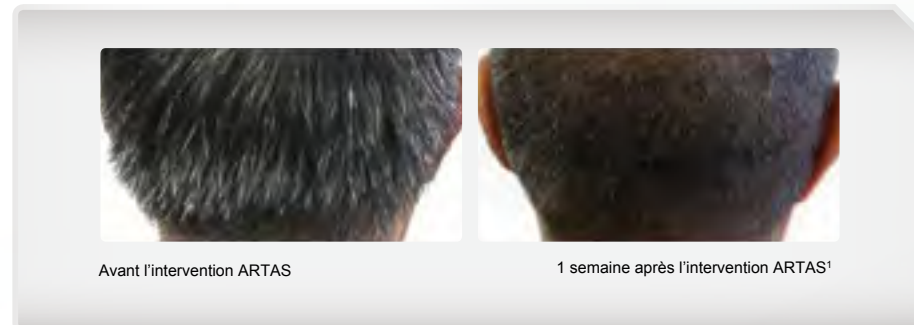 Avant l’intervention ARTAS
1 semaine après l’intervention ARTAS¹